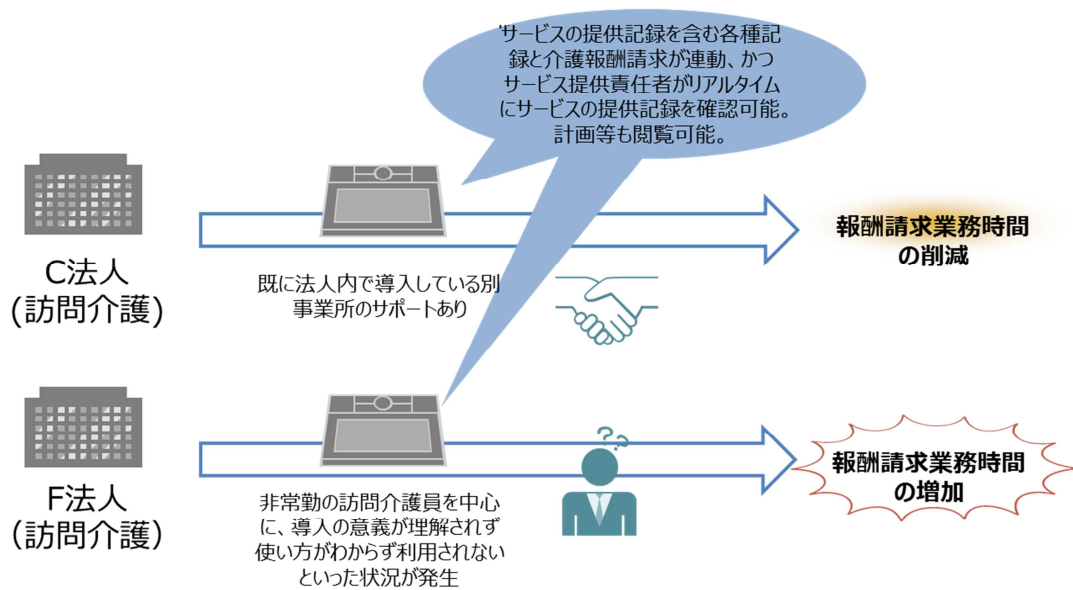 'サービスの提供記録を含む各種記
録と介護報酬請求が連動、かつ
サービス提供責任者がリアルタイム
にサービスの提供記録を確認可能。
計画等も閲覧可能。
C法人
(訪問介護)
既に法人内で導入している別
事業所のサポートあり
報酬請求業務時間
の削減
F法人
(訪問介護)
非常勤の訪問介護員を中心
に、導入の意義が理解されず
使い方がわからず利用されない
といった状況が発生
???
報酬請求業務時間
の増加